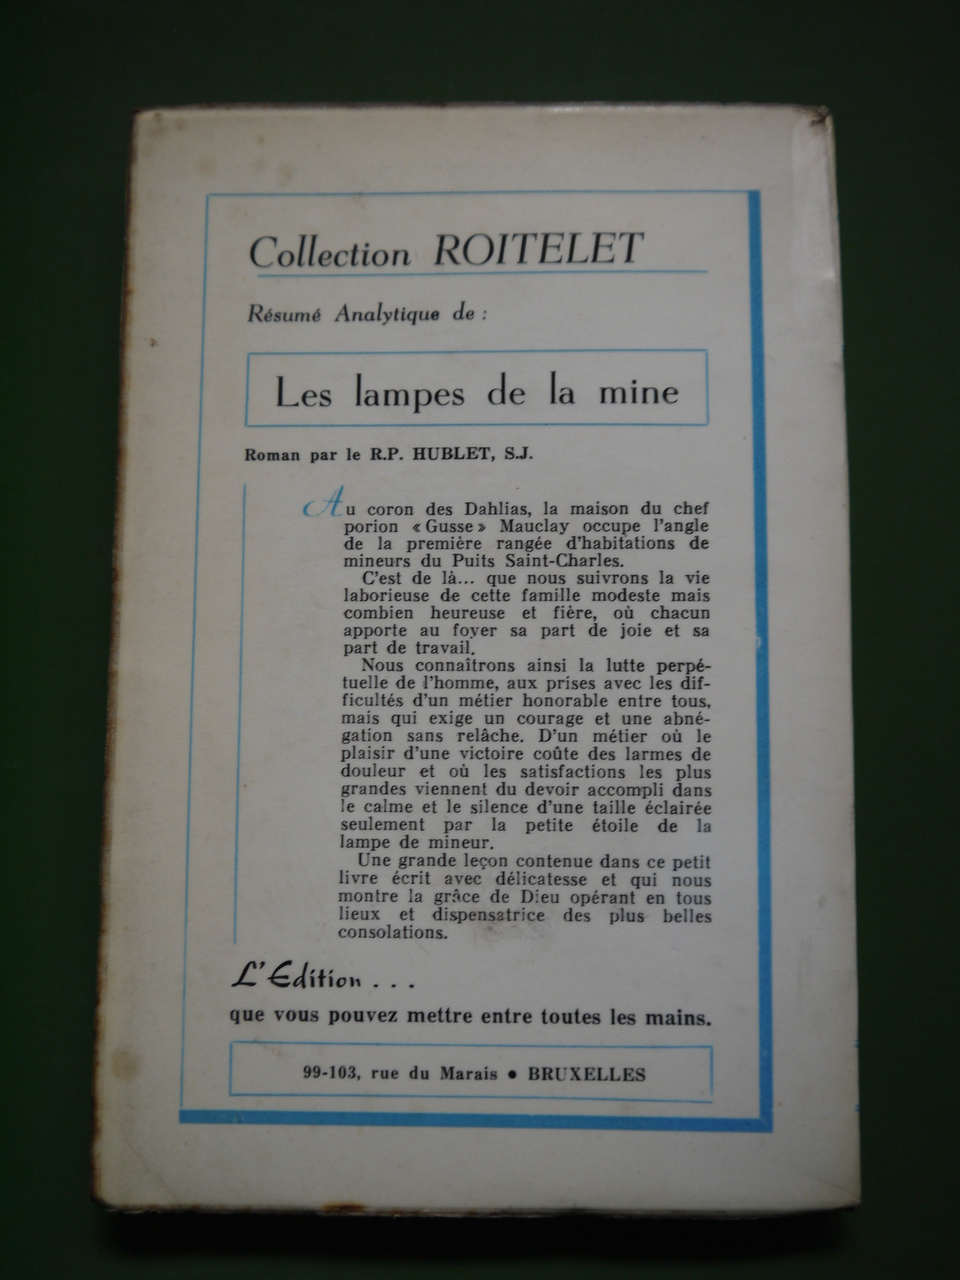 Collection ROITELET
Résumé Analytique de :
Les lampes de la mine
Roman par le R.P. HUBLET, S.J.
Au coron des Dahlias, la maison du chef
porion « Gusse » Mauclay occupe l'angle
de la première rangée d'habitations de
mineurs du Puits Saint-Charles.
C'est de là... que nous suivrons la vie
laborieuse de cette famille modeste mais
combien heureuse et fière, où chacun
apporte au foyer sa part de joie et sa
part de travail.
Nous connaîtrons ainsi la lutte perpé-
tuelle de l'homme, aux prises avec les dif-
ficultés d'un métier honorable entre tous,
mais qui exige un courage et une abné-
gation sans relâche. D'un métier où le
plaisir d'une victoire coûte des larmes de
douleur et où les satisfactions les plus
grandes viennent du devoir accompli dans
le calme et le silence d'une taille éclairée
seulement par la petite étoile de la
lampe de mineur.
Une grande leçon contenue dans ce petit
livre écrit avec délicatesse et qui nous
montre la grâce de Dieu opérant en tous
lieux et dispensatrice des plus belles
consolations.
L'Edition . . .
que vous pouvez mettre entre toutes les mains.
99-103, rue du Marais • BRUXELLES